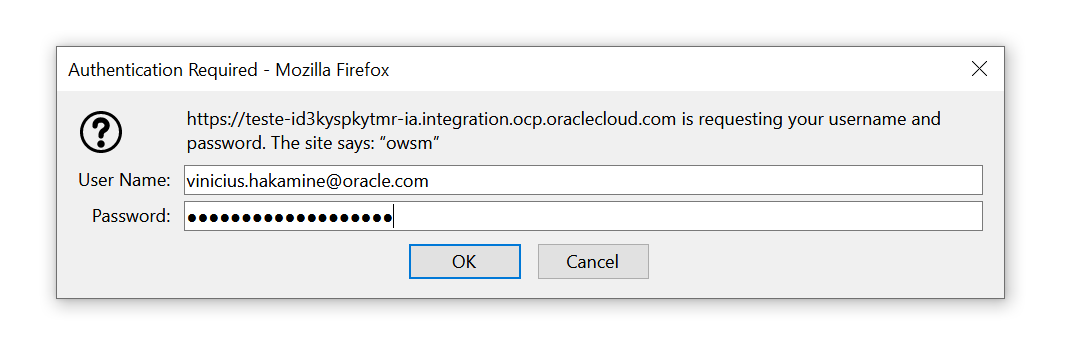 Authentication Required - Mozilla Firefox
https://teste-id3kyspkytmr-ia.integration.ocp.oraclecloud.com is requesting your username and
password. The site says: “owsm”
User Name: vinicius.hakamine@oracle.com
Password: ●●●●●●●●●●●●●●●●●●●
OK Cancel